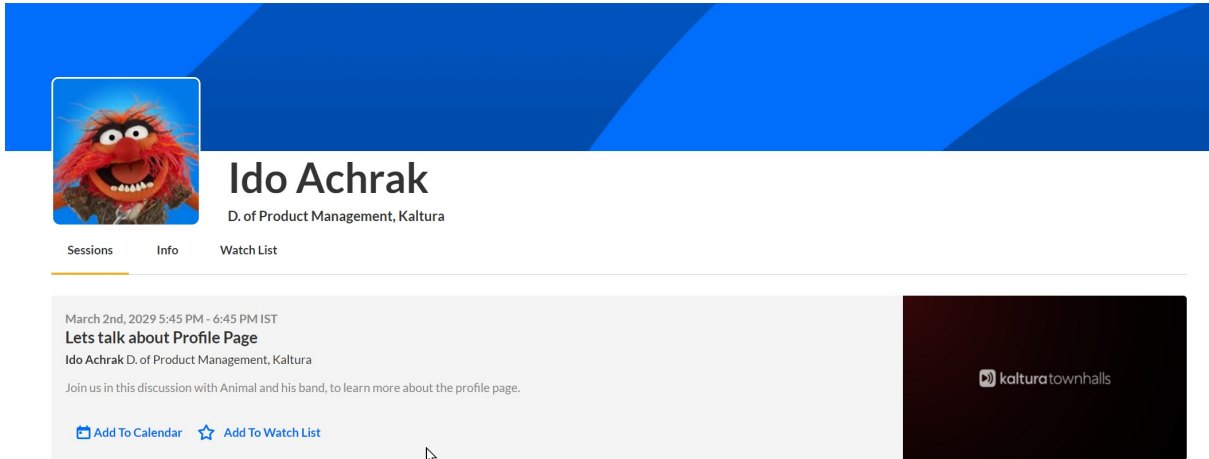 Ido Achrak
D. of Product Management, Kaltura
Sessions Info Watch List
March 2nd, 2029 5:45 PM - 6:45 PM IST
Lets talk about Profile Page
Ido Achrak D. of Product Management, Kaltura
Join us in this discussion with Animal and his band, to learn more about the profile page.
kaltura townhalls
Add To Calendar Add To Watch List